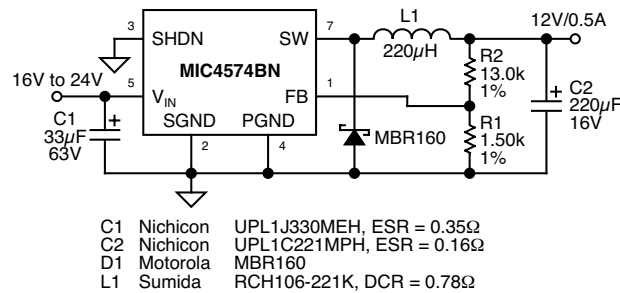 L1
12V/0.5A
3
SHDN
SW
7
220µH
R2
13.0k
1%
MIC4574BN
16V to 24V
5
VIN
FB
1
C2
220µF
16V
C1
33µF
63V
SGND
PGND
2
4
MBR160
R1
1.50k
1%
C1 Nichicon UPL1J330MEH, ESR = 0.35Ω
C2 Nichicon UPL1C221MPH, ESR = 0.16Ω
D1 Motorola MBR160
L1 Sumida RCH106-221K, DCR = 0.78Ω